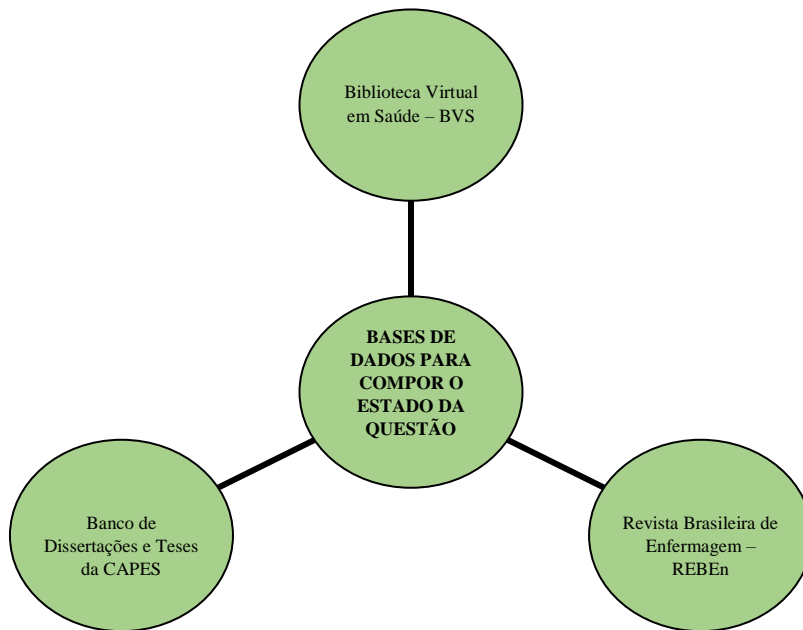 Biblioteca Virtual
em Saúde – BVS
BASES DE
DADOS PARA
COMPOR O
ESTADO DA
QUESTÃO
Banco de
Dissertações e Teses
da CAPES
Revista Brasileira de
Enfermagem –
REBEn